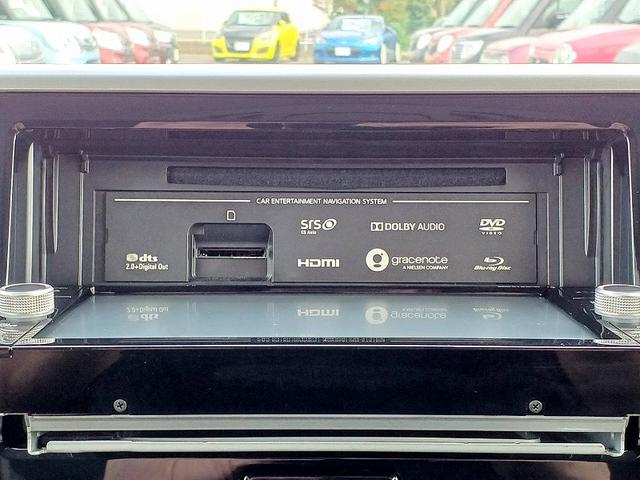 CAR ENTERTAINMENT NAVIGATION SYSTEM
SRS
CS Auto
DOLBY AUDIO
DVD
VIDEO
dts
2.0+Digital Out
HDMI
gracenote
A NIELSEN COMPANY
Blu-ray Disc